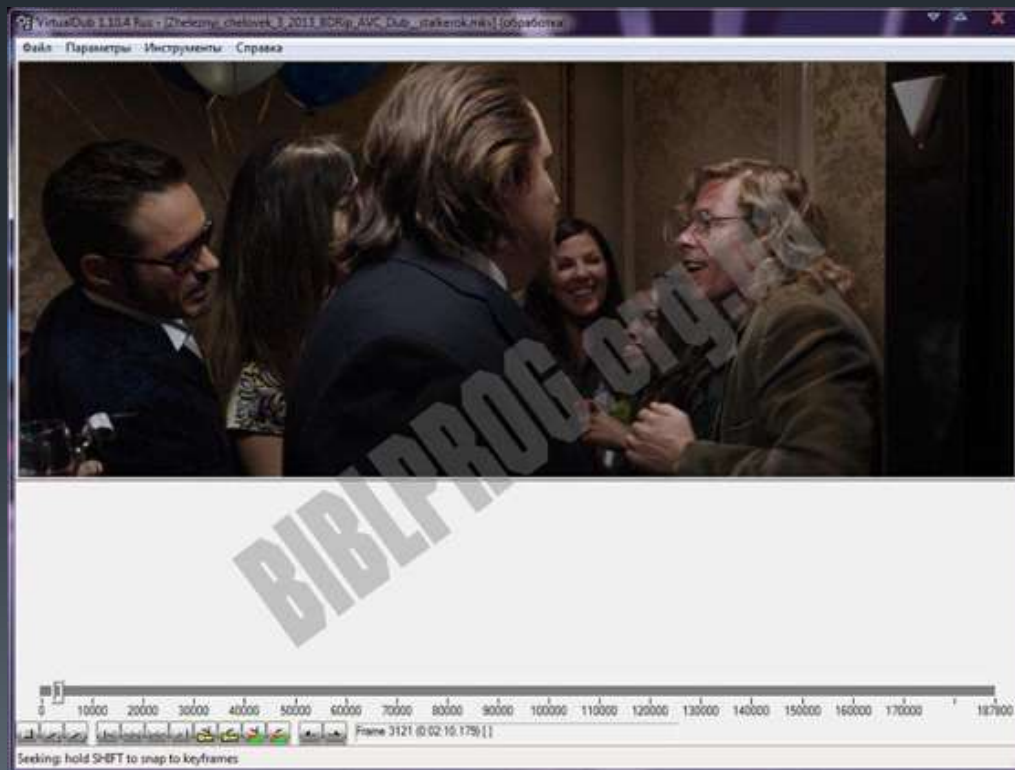 VirtualDub 1.10.4 Rus - [Zheleznyj_chelovek_3_2013_BDRip_AVC_Dub__stalkerok.mkv] (обработка)
Файл Параметры Инструменты Справка
BIBLPROG.org.
0 10000 20000 30000 40000 50000 60000 70000 80000 90000 100000 110000 120000 130000 140000 150000 160000 170000 187800
Frame 3121 (0:02:10.179) [ ]
Seeking: hold SHIFT to snap to keyframes